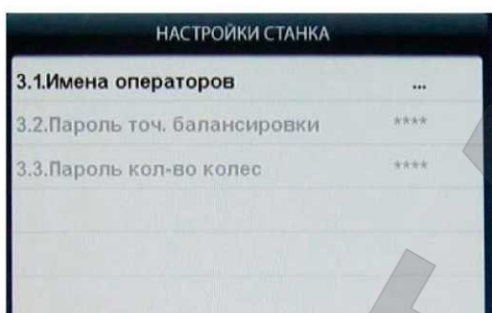 НАСТРОЙКИ СТАНКА
3.1.Имена операторов ...
3.2.Пароль точ. балансировки ****
3.3.Пароль кол-во колес ****